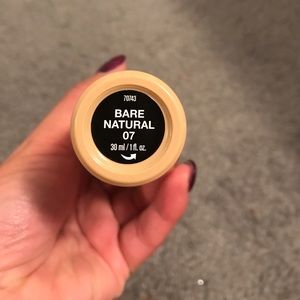 70743
BARE
NATURAL
07
30 ml / 1 fl. oz.